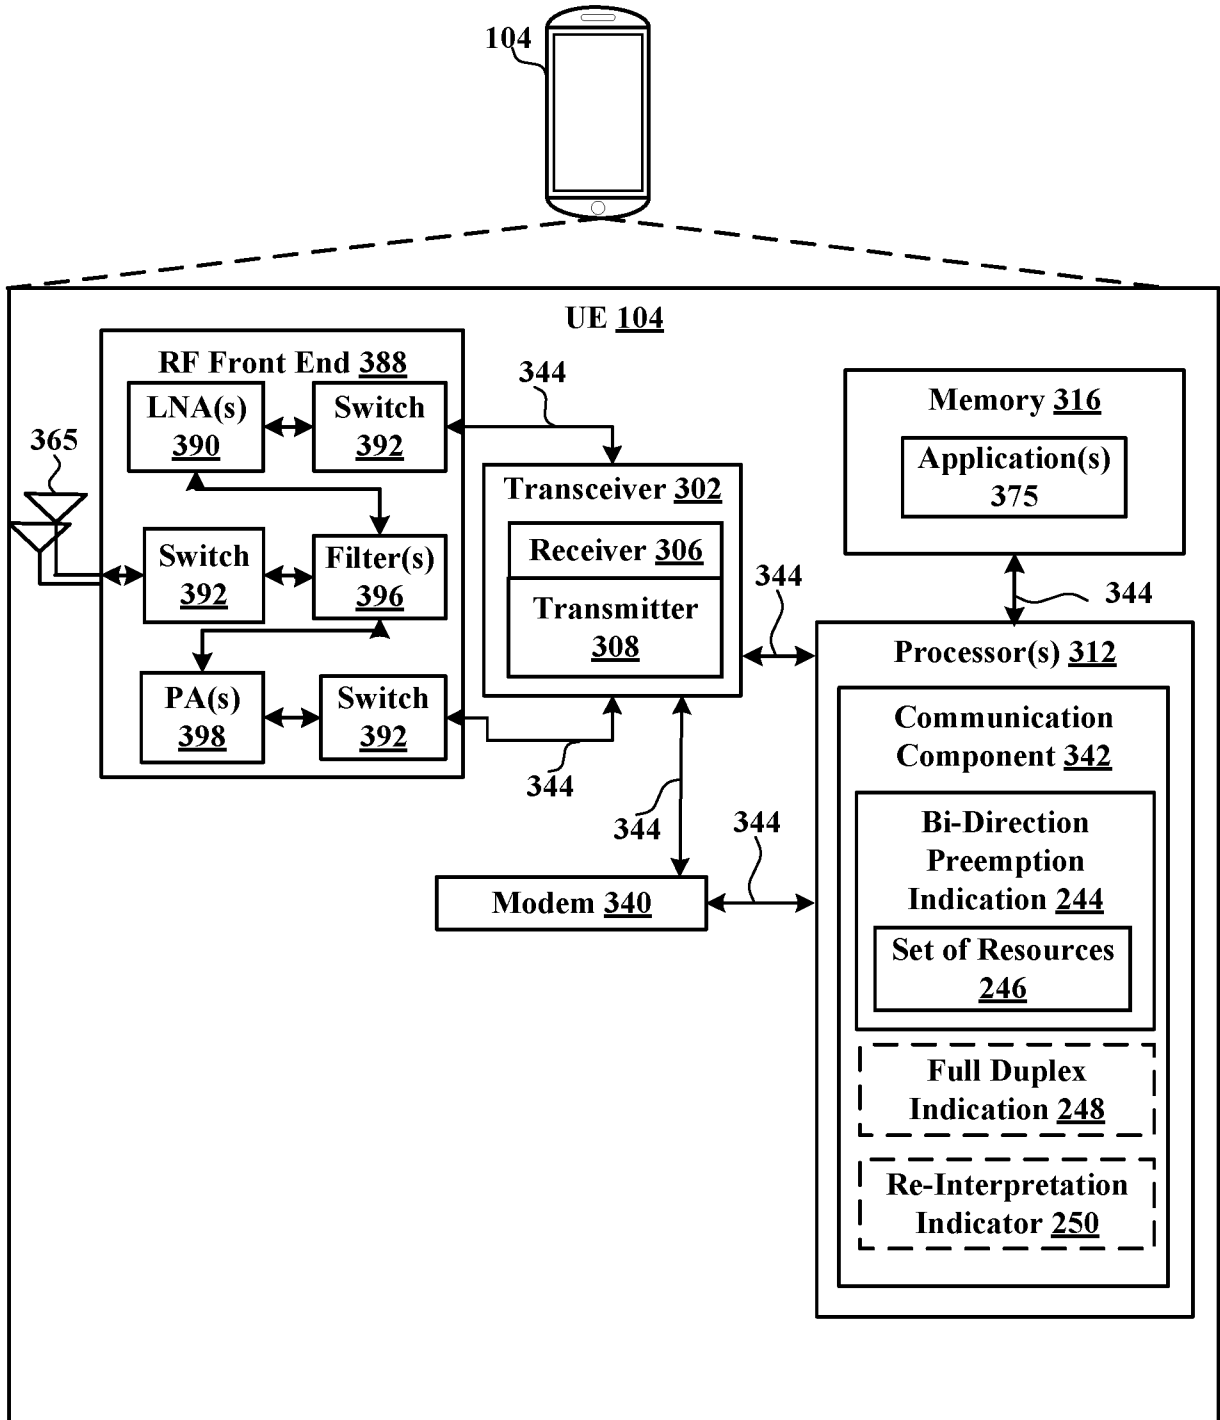 104
UE 104
RF Front End 388
LNA(s)
390
Switch
392
344
365
Switch
392
Filter(s)
396
PA(s)
398
Switch
392
344
Transceiver 302
Receiver 306
Transmitter
308
344
344
Modem 340
344
Memory 316
Application(s)
375
344
Processor(s) 312
Communication
Component 342
Bi-Direction
Preemption
Indication 244
Set of Resources
246
Full Duplex
Indication 248
Re-Interpretation
Indicator 250